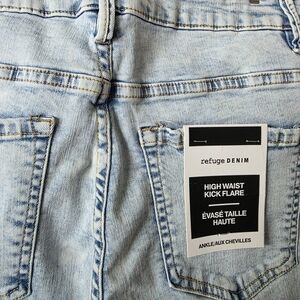 refuge DENIM
HIGH WAIST
KICK FLARE
ÉVASÉ TAILLE
HAUTE
ANKLE/AUX CHEVILLES